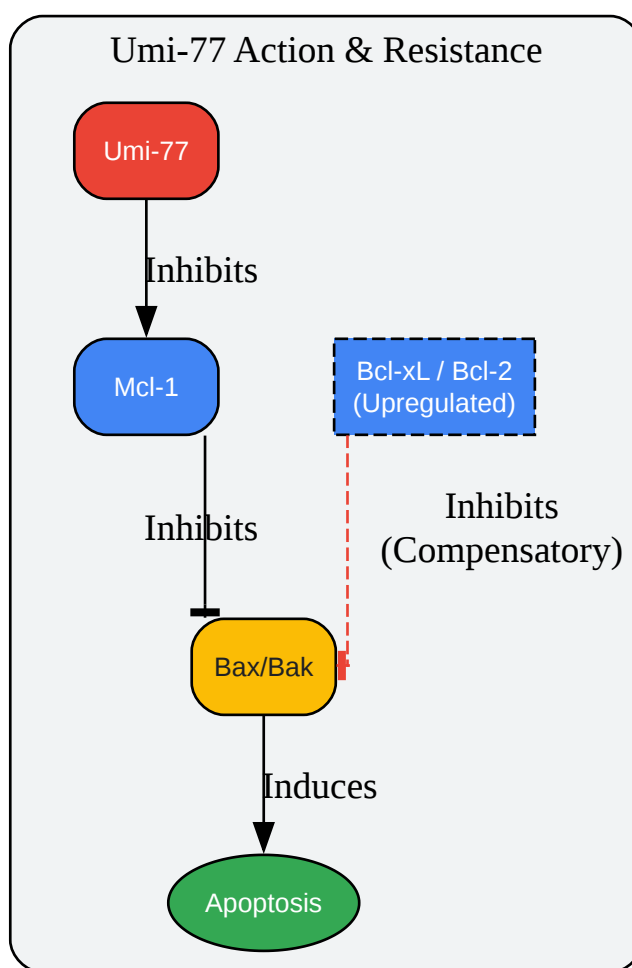 Umi-77 Action & Resistance
Umi-77
Inhibits
Mcl-1
Bcl-xL / Bcl-2
(Upregulated)
Inhibits
Inhibits
(Compensatory)
Bax/Bak
Induces
Apoptosis